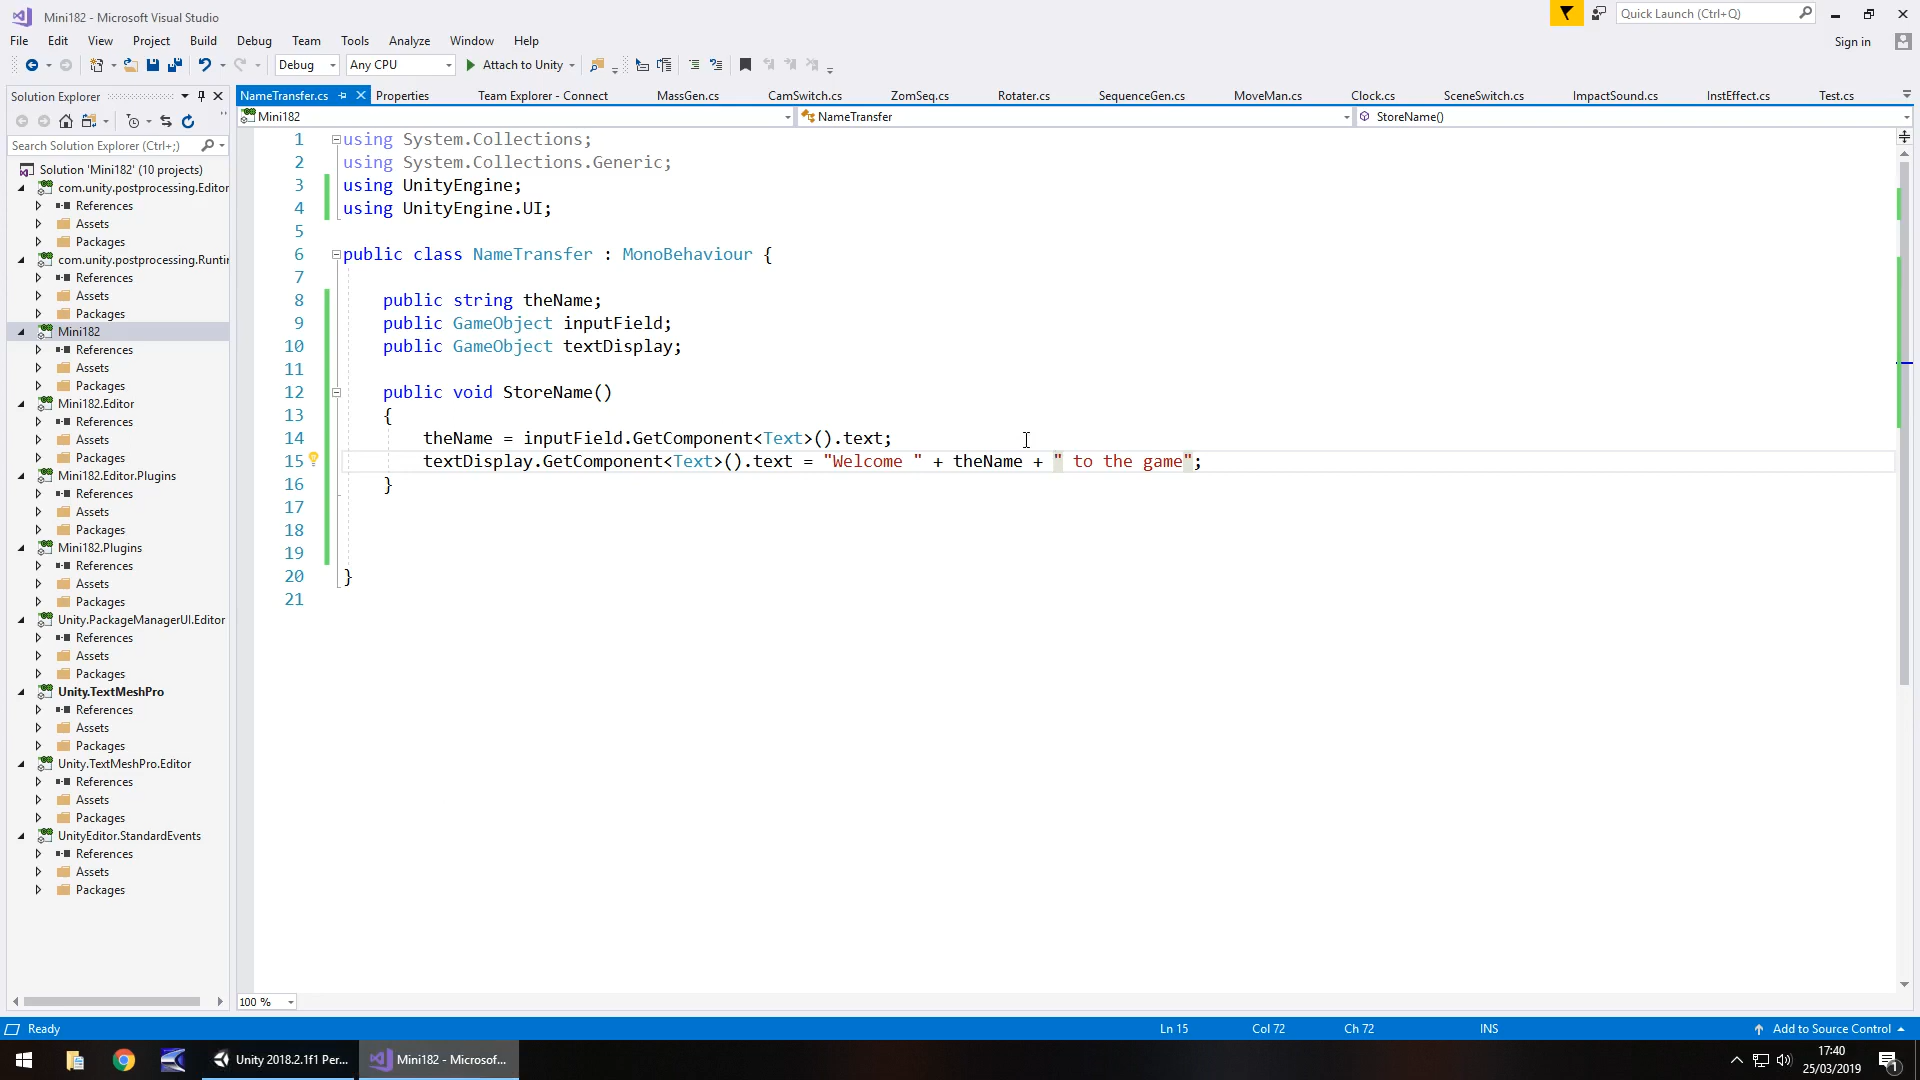 Mini182 - Microsoft Visual Studio
Quick Launch (Ctrl+Q)
File Edit View Project Build Debug Team Tools Analyze Window Help
Sign in
Debug Any CPU Attach to Unity
Solution Explorer
NameTransfer.cs Properties Team Explorer - Connect MassGen.cs CamSwitch.cs ZomSeq.cs Rotater.cs SequenceGen.cs MoveMan.cs Clock.cs SceneSwitch.cs ImpactSound.cs InstEffect.cs Test.cs
Mini182 NameTransfer StoreName()
Search Solution Explorer (Ctrl+;)
Solution 'Mini182' (10 projects)
com.unity.postprocessing.Editor
References
Assets
Packages
com.unity.postprocessing.Runtir
References
Assets
Packages
Mini182
References
Assets
Packages
Mini182.Editor
References
Assets
Packages
Mini182.Editor.Plugins
References
Assets
Packages
Mini182.Plugins
References
Assets
Packages
Unity.PackageManagerUI.Editor
References
Assets
Packages
Unity.TextMeshPro
References
Assets
Packages
Unity.TextMeshPro.Editor
References
Assets
Packages
UnityEditor.StandardEvents
References
Assets
Packages
1 using System.Collections;
2 using System.Collections.Generic;
3 using UnityEngine;
4 using UnityEngine.UI;
5
6 public class NameTransfer : MonoBehaviour {
7
8 public string theName;
9 public GameObject inputField;
10 public GameObject textDisplay;
11
12 public void StoreName()
13 {
14 theName = inputField.GetComponent<Text>().text;
15 textDisplay.GetComponent<Text>().text = "Welcome " + theName + " to the game";
16 }
17
18
19
20 }
21
100 %
Ready Ln 15 Col 72 Ch 72 INS Add to Source Control
Unity 2018.2.1f1 Per... Mini182 - Microsof...
17:40
25/03/2019
1